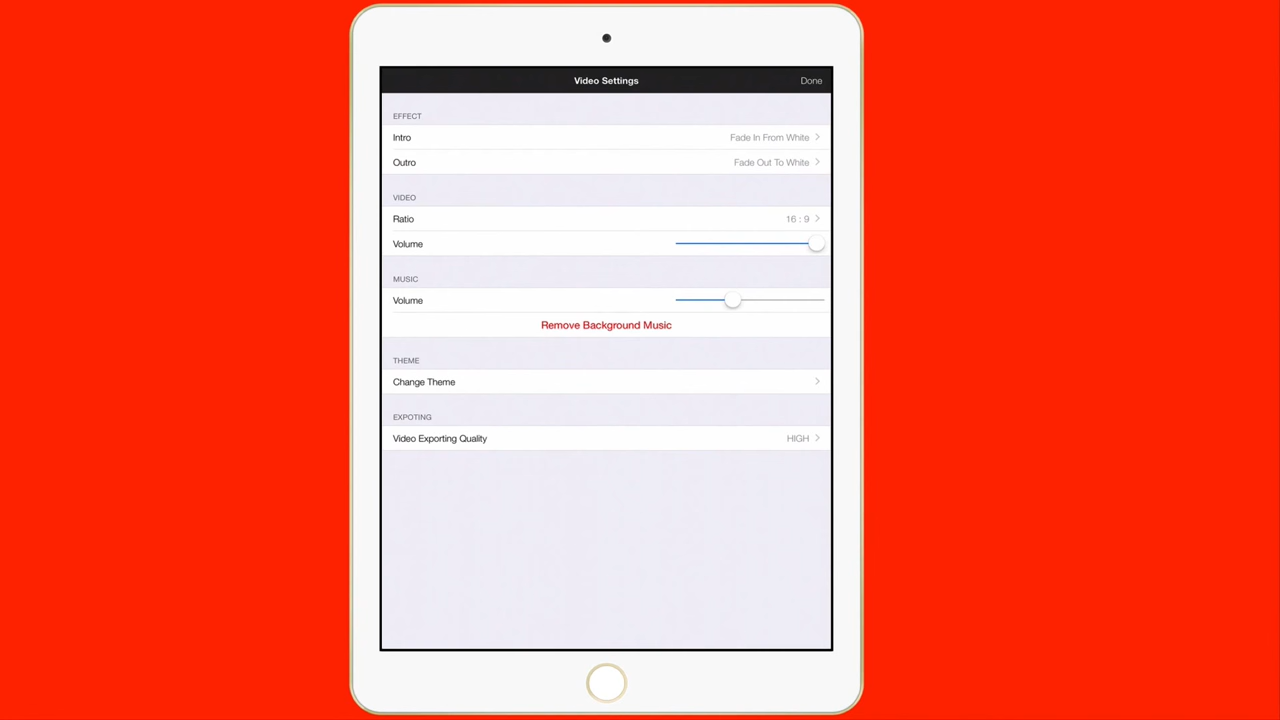 Video Settings Done
EFFECT
Intro Fade In From White
Outro Fade Out To White
VIDEO
Ratio 16 : 9
Volume
MUSIC
Volume
Remove Background Music
THEME
Change Theme
EXPOTING
Video Exporting Quality HIGH